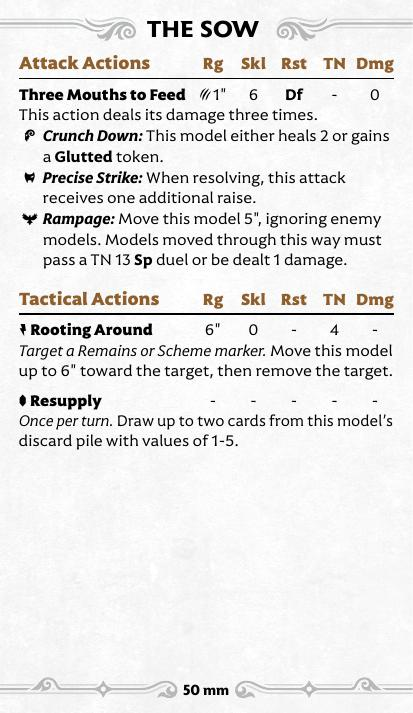 THE SOW
Attack Actions Rg Skl Rst TN Dmg
Three Mouths to Feed 1" 6 Df - 0
This action deals its damage three times.
Crunch Down: This model either heals 2 or gains
a Glutted token.
Precise Strike: When resolving, this attack
receives one additional raise.
Rampage: Move this model 5", ignoring enemy
models. Models moved through this way must
pass a TN 13 Sp duel or be dealt 1 damage.
Tactical Actions Rg Skl Rst TN Dmg
Rooting Around 6" 0 - 4 -
Target a Remains or Scheme marker. Move this model
up to 6" toward the target, then remove the target.
Resupply - - - - -
Once per turn. Draw up to two cards from this model's
discard pile with values of 1-5.
50 mm